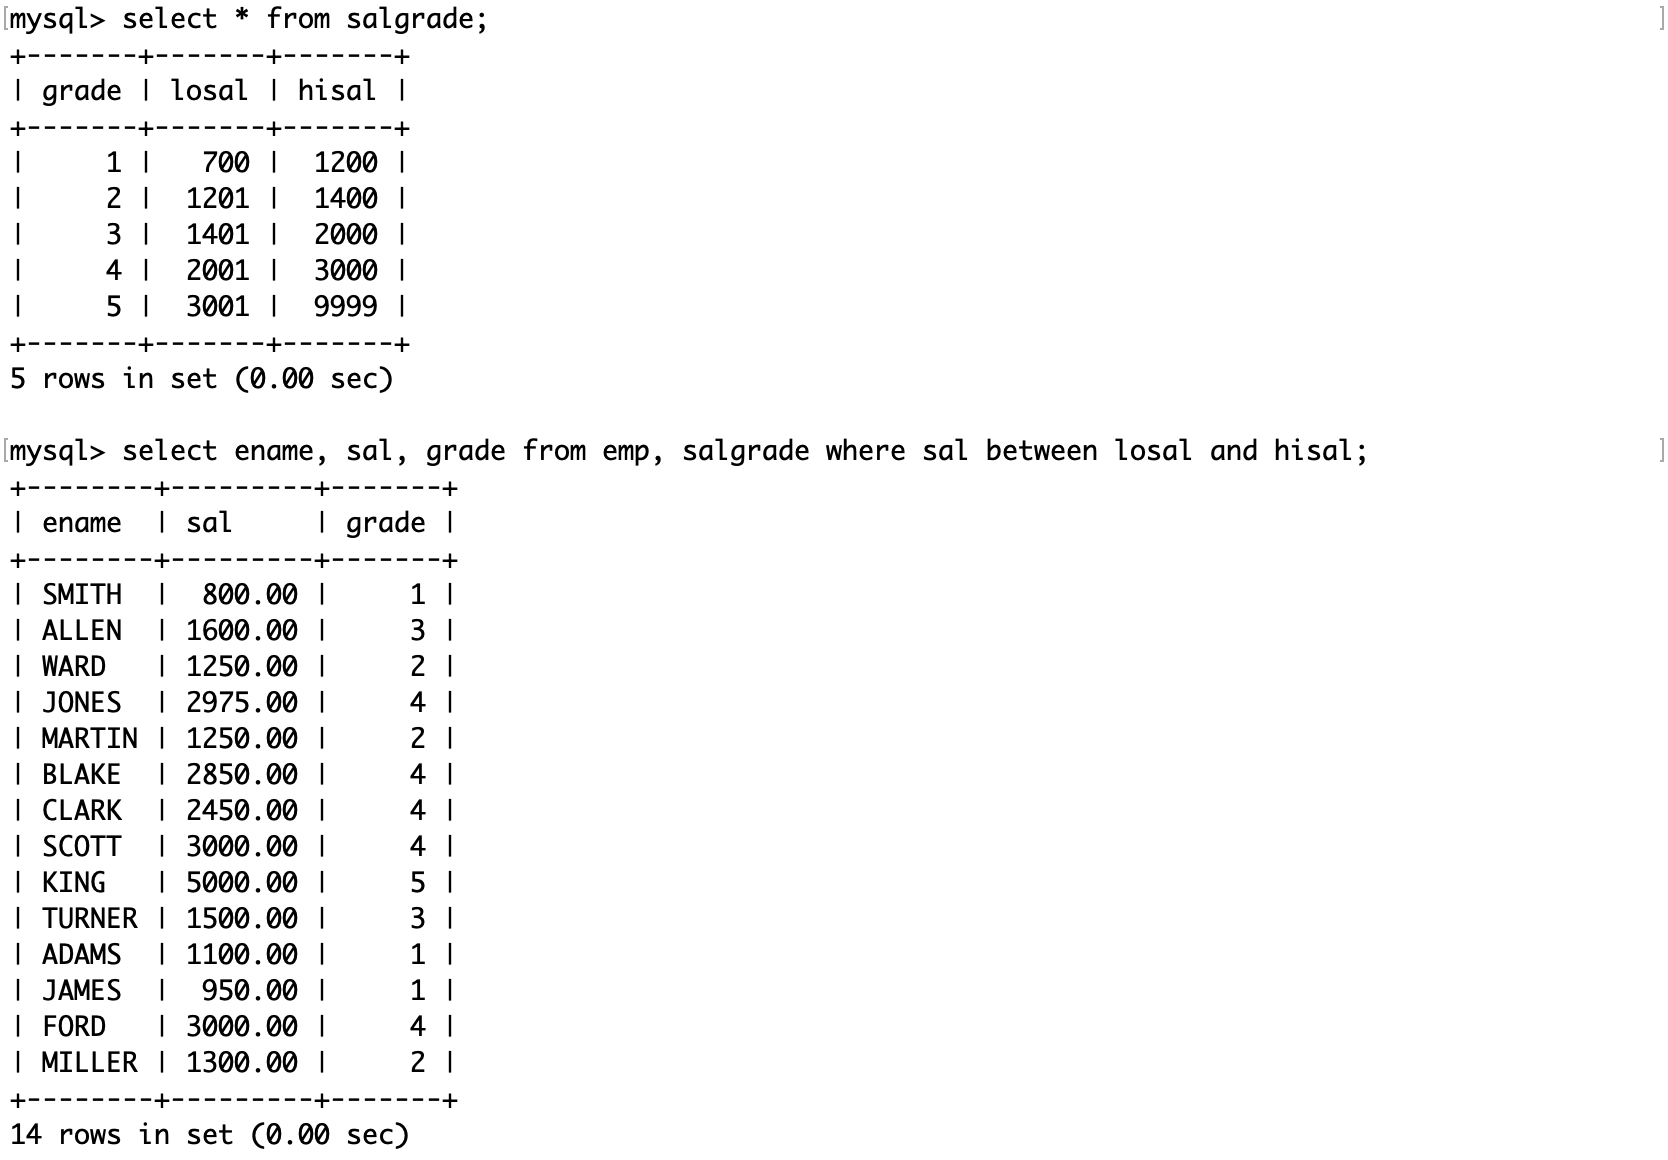 [mysql> select * from salgrade; ]
+-------+-------+-------+
| grade | losal | hisal |
+-------+-------+-------+
|     1 |   700 |  1200 |
|     2 |  1201 |  1400 |
|     3 |  1401 |  2000 |
|     4 |  2001 |  3000 |
|     5 |  3001 |  9999 |
+-------+-------+-------+
5 rows in set (0.00 sec)

[mysql> select ename, sal, grade from emp, salgrade where sal between losal and hisal; ]
+--------+---------+-------+
| ename  | sal     | grade |
+--------+---------+-------+
| SMITH  |  800.00 |     1 |
| ALLEN  | 1600.00 |     3 |
| WARD   | 1250.00 |     2 |
| JONES  | 2975.00 |     4 |
| MARTIN | 1250.00 |     2 |
| BLAKE  | 2850.00 |     4 |
| CLARK  | 2450.00 |     4 |
| SCOTT  | 3000.00 |     4 |
| KING   | 5000.00 |     5 |
| TURNER | 1500.00 |     3 |
| ADAMS  | 1100.00 |     1 |
| JAMES  |  950.00 |     1 |
| FORD   | 3000.00 |     4 |
| MILLER | 1300.00 |     2 |
+--------+---------+-------+
14 rows in set (0.00 sec)